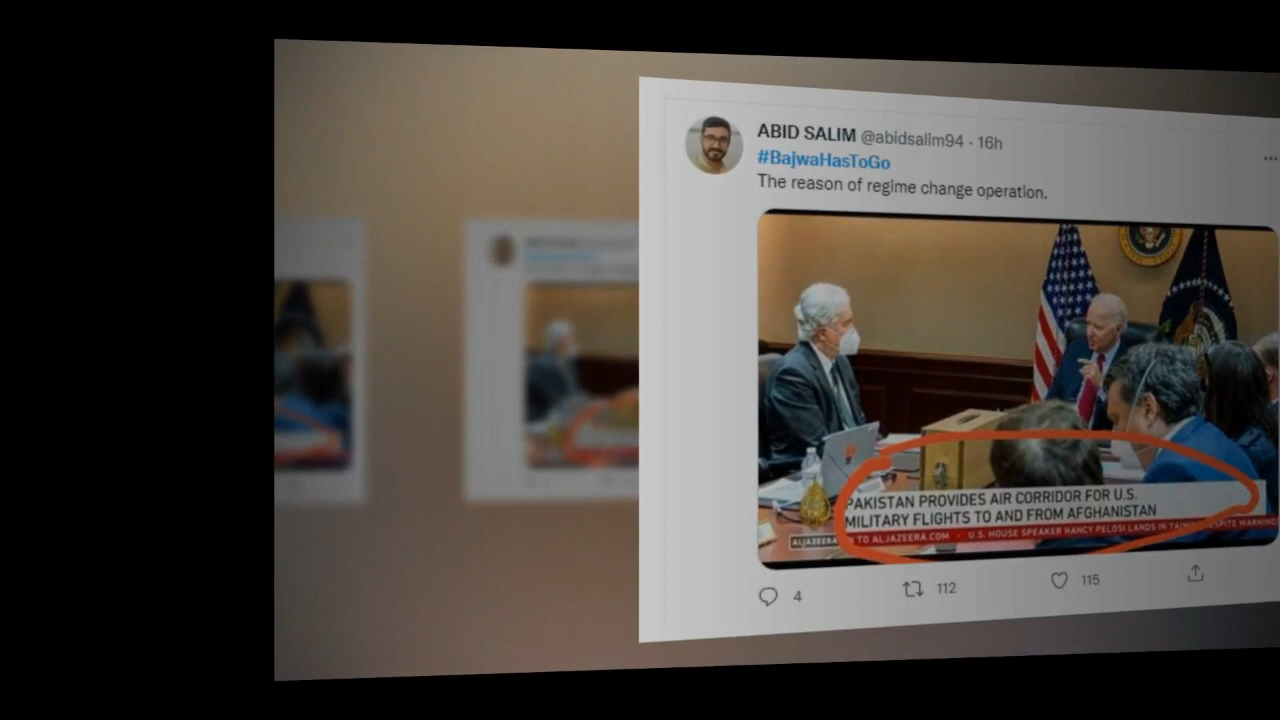 ABID SALIM @abidsalim94 · 16h
#BajwaHasToGo
The reason of regime change operation.
PAKISTAN PROVIDES AIR CORRIDOR FOR U.S.
MILITARY FLIGHTS TO AND FROM AFGHANISTAN
ALJAZEERA N TO ALJAZEERA.COM • U.S. HOUSE SPEAKER NANCY PELOSI LANDS IN TAIWAN DESPITE WARNING
4 112 115